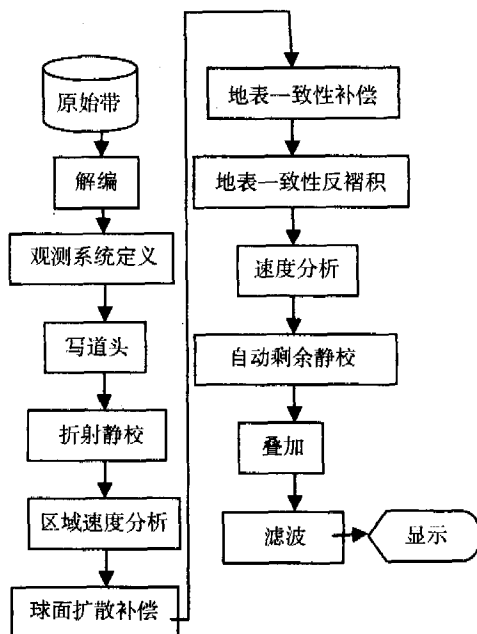 原始带
解编
观测系统定义
写道头
折射静校
区域速度分析
球面扩散补偿
地表一致性补偿
地表一致性反褶积
速度分析
自动剩余静校
叠加
滤波
显示